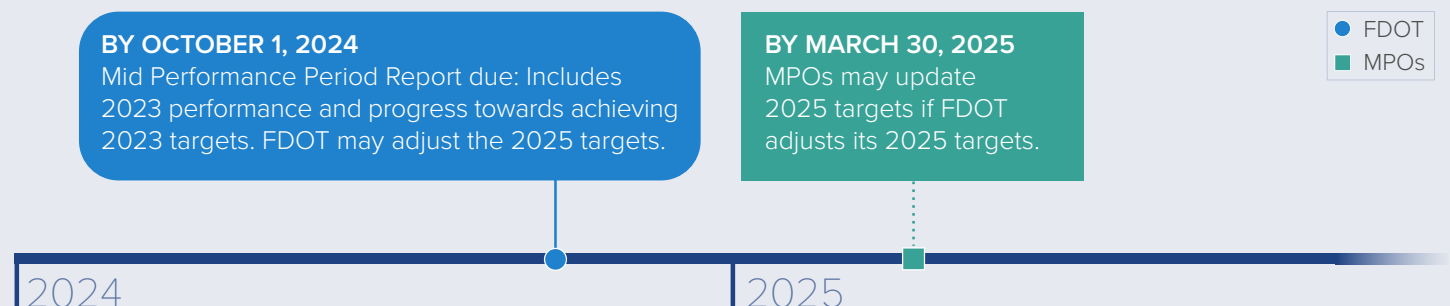 BY OCTOBER 1, 2024
Mid Performance Period Report due: Includes
2023 performance and progress towards achieving
2023 targets. FDOT may adjust the 2025 targets.
BY MARCH 30, 2025
MPOs may update
2025 targets if FDOT
adjusts its 2025 targets.
FDOT
MPOs
2024
2025